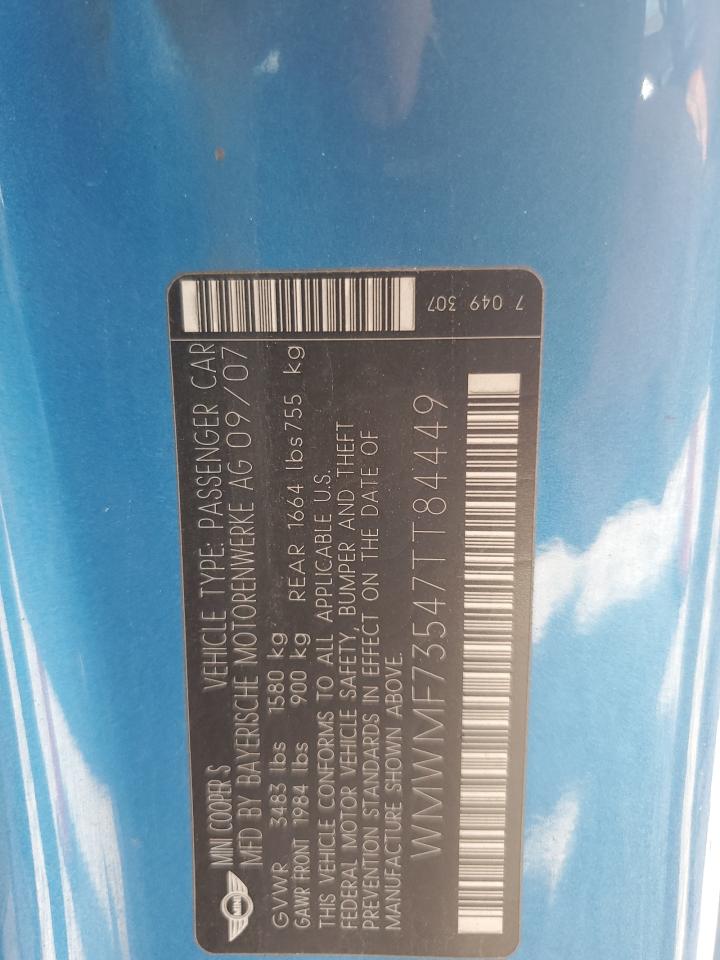 MINI
MINI COOPER S VEHICLE TYPE: PASSENGER CAR
MFD BY BAYERISCHE MOTORENWERKE AG 09/07
GVWR 3483 lbs 1580 kg
GAWR FRONT 1984 lbs 900 kg REAR 1664 lbs 755 kg
THIS VEHICLE CONFORMS TO ALL APPLICABLE U.S.
FEDERAL MOTOR VEHICLE SAFETY, BUMPER AND THEFT
PREVENTION STANDARDS IN EFFECT ON THE DATE OF
MANUFACTURE SHOWN ABOVE.
WMWMF73547TT84449
7 049 307